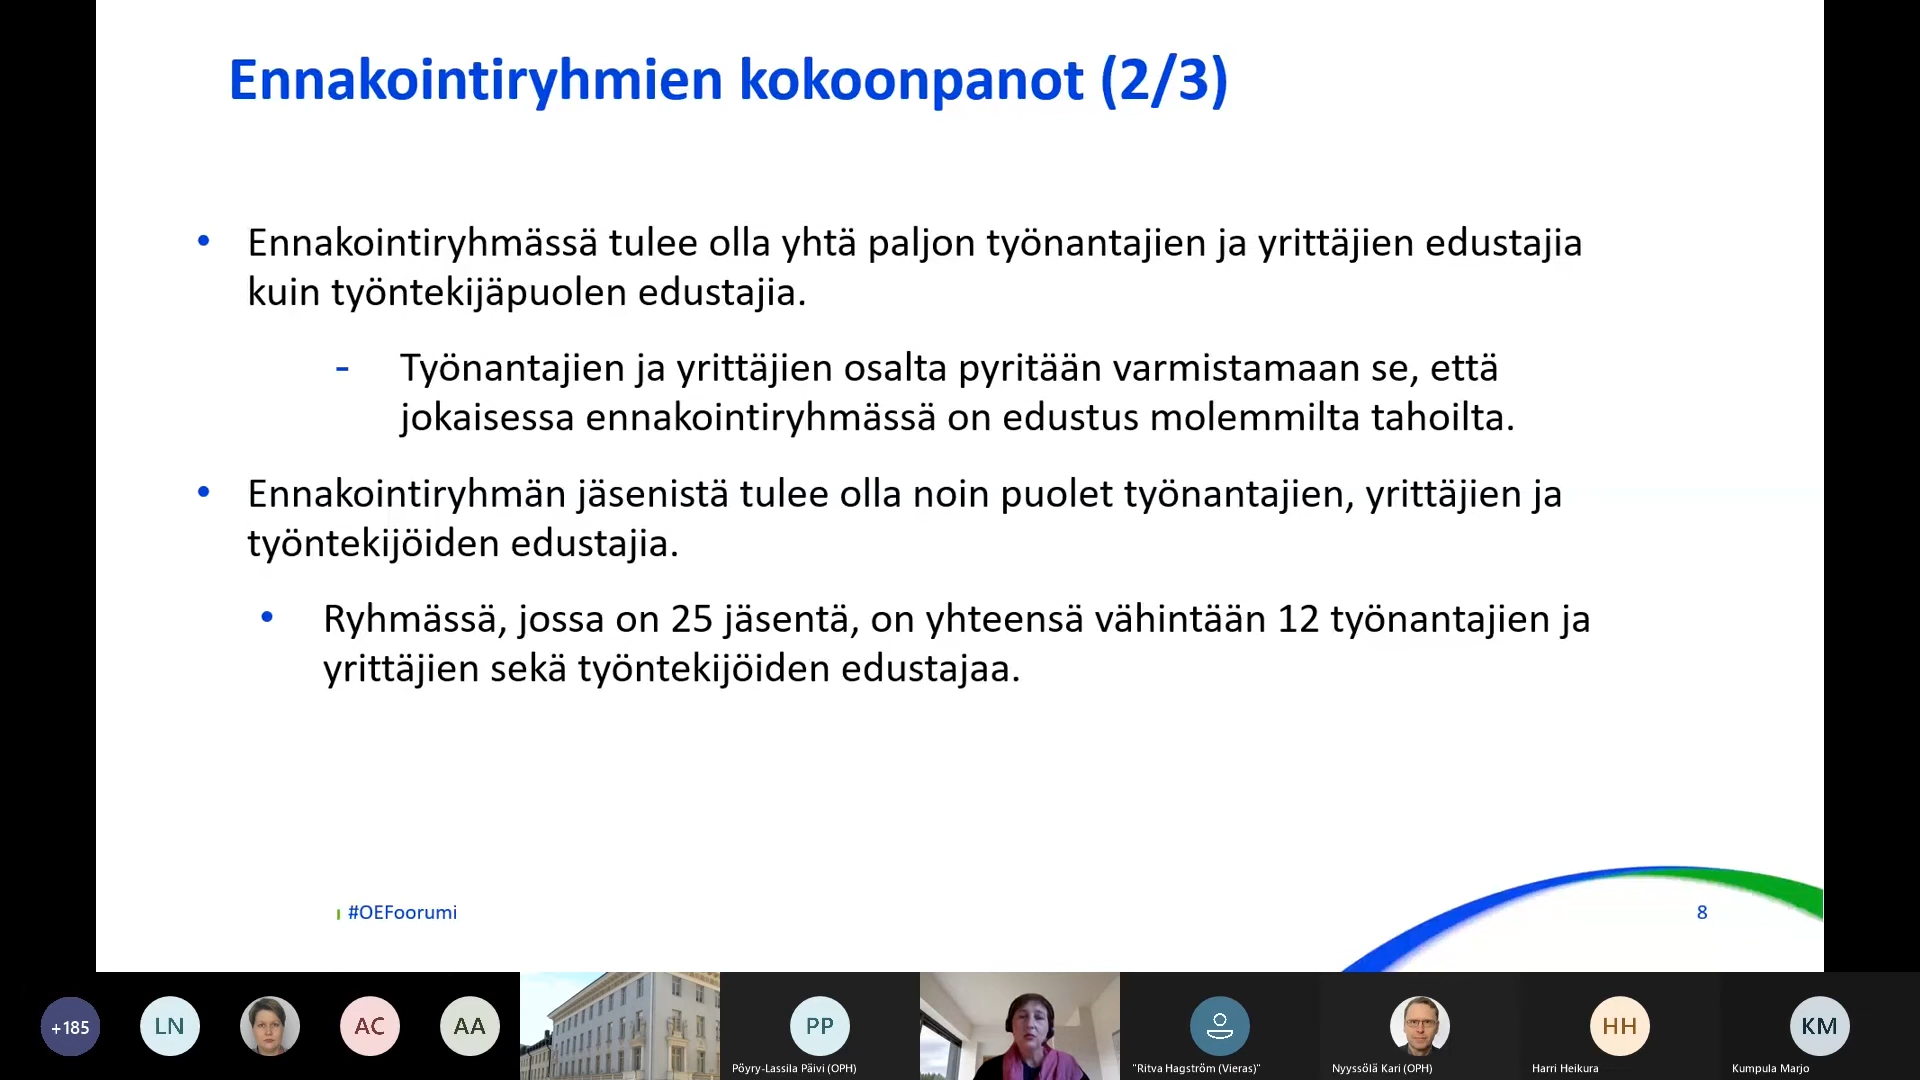 Ennakointiryhmien kokoonpanot (2/3)
• Ennakointiryhmässä tulee olla yhtä paljon työnantajien ja yrittäjien edustajia
kuin työntekijäpuolen edustajia.
- Työnantajien ja yrittäjien osalta pyritään varmistamaan se, että
jokaisessa ennakointiryhmässä on edustus molemmilta tahoilta.
• Ennakointiryhmän jäsenistä tulee olla noin puolet työnantajien, yrittäjien ja
työntekijöiden edustajia.
• Ryhmässä, jossa on 25 jäsentä, on yhteensä vähintään 12 työnantajien ja
yrittäjien sekä työntekijöiden edustajaa.
#OEFoorumi
8
+185
LN
AC
AA
PP
Pöyry-Lassila Päivi (OPH)
"Ritva Hagström (Vieras)"
Nyyssölä Kari (OPH)
HH
Harri Heikura
KM
Kumpula Marjo